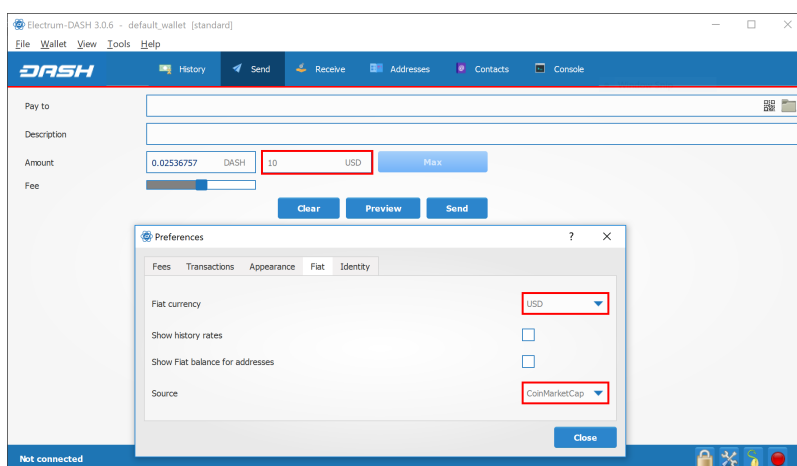 Electrum-DASH 3.0.6 - default_wallet [standard]
File Wallet View Tools Help
DASH History Send Receive Addresses Contacts Console
Pay to
Description
Amount 0.02536757 DASH 10 USD Max
Fee
Clear Preview Send
Preferences ?
Fees Transactions Appearance Fiat Identity
Fiat currency USD
Show history rates
Show Fiat balance for addresses
Source CoinMarketCap
Close
Not connected